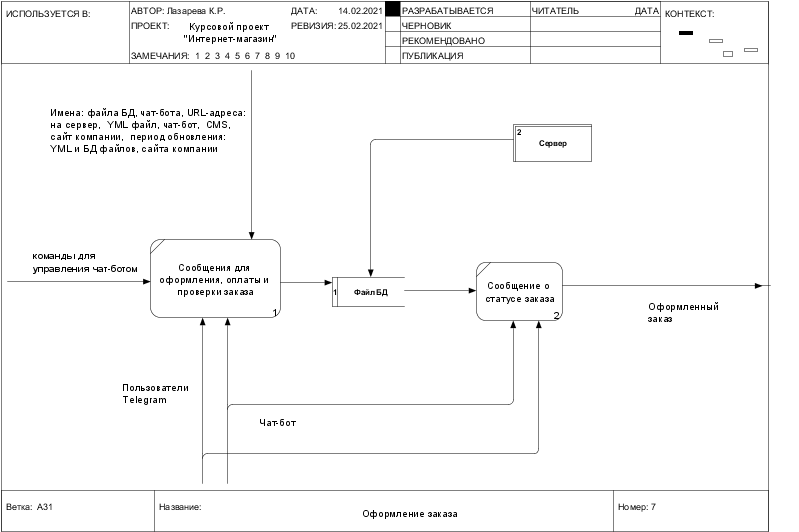 ИСПОЛЬЗУЕТСЯ В:
АВТОР: Лазарева К.Р.
ДАТА: 14.02.2021
ПРОЕКТ: Курсовой проект
"Интернет-магазин"
РЕВИЗИЯ: 25.02.2021
ЗАМЕЧАНИЯ: 1 2 3 4 5 6 7 8 9 10
РАЗРАБАТЫВАЕТСЯ
ЧЕРНОВИК
РЕКОМЕНДОВАНО
ПУБЛИКАЦИЯ
ЧИТАТЕЛЬ ДАТА
КОНТЕКСТ:
Имена: файла БД, чат-бота, URL-адреса:
на сервер, YML файл, чат-бот, CMS,
сайт компании, период обновления:
YML и БД файлов, сайта компании
2
Сервер
команды для
управления чат-ботом
Сообщения для
оформления, оплаты и
проверки заказа
1
1
Файл БД
Сообщение о
статусе заказа
2
Оформленный
заказ
Пользователи
Telegram
Чат-бот
Ветка: A31
Название:
Оформление заказа
Номер: 7